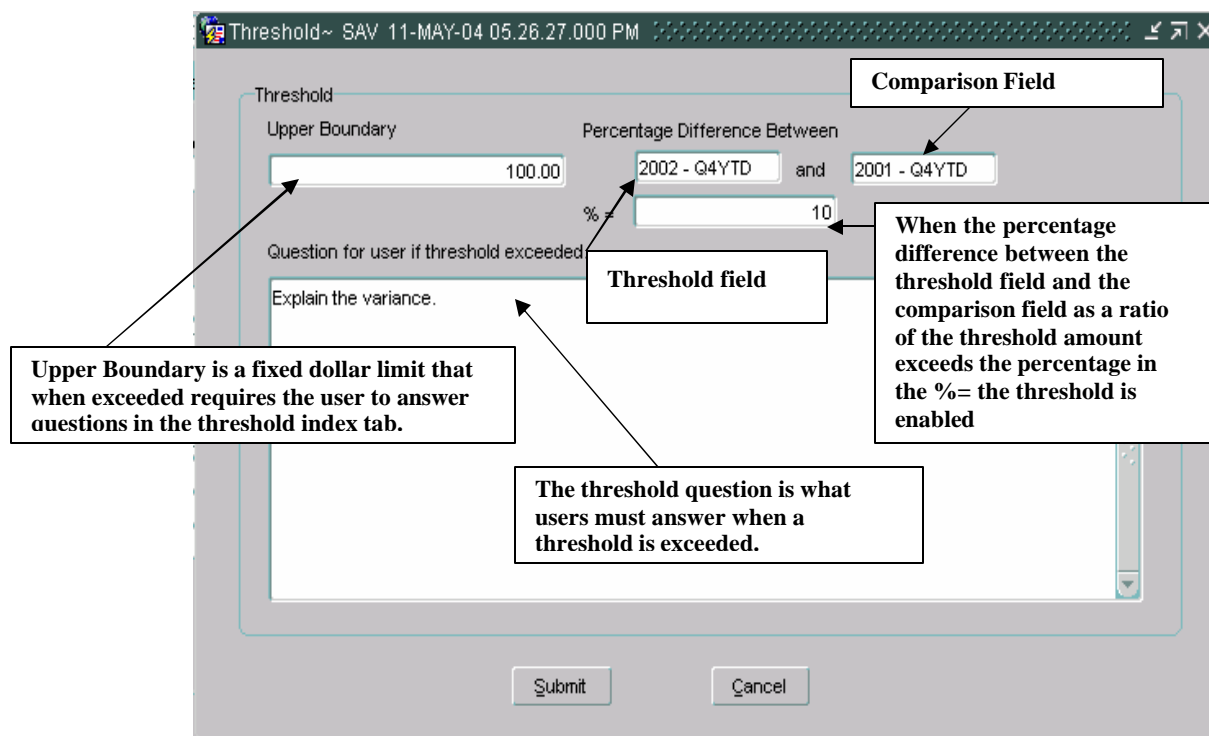 Threshold~ SAV 11-MAY-04 05.26.27.000 PM
Comparison Field
Threshold
Upper Boundary
Percentage Difference Between
100.00
2002 - Q4YTD
and
2001 - Q4YTD
% =
10
When the percentage
difference between the
threshold field and the
comparison field as a ratio
of the threshold amount
exceeds the percentage in
the %= the threshold is
enabled
Question for user if threshold exceeded:
Threshold field
Explain the variance.
Upper Boundary is a fixed dollar limit that
when exceeded requires the user to answer
questions in the threshold index tab.
The threshold question is what
users must answer when a
threshold is exceeded.
Submit
Cancel